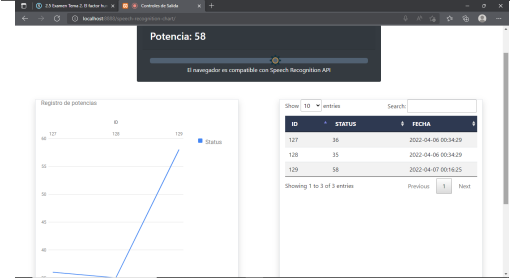 2.5 Examen Tema 2. El factor hu
Controles de Salida
localhost:8080/speech-recognition-chart/
Potencia: 58
El navegador es compatible con Speech Recognition API
Registro de potencias
ID
127 128 129
60
50
40
Status
Show 10 entries
Search:
ID STATUS FECHA
127 36 2022-04-06 00:34:29
128 35 2022-04-06 00:34:29
129 58 2022-04-07 00:16:25
Showing 1 to 3 of 3 entries
Previous 1 Next